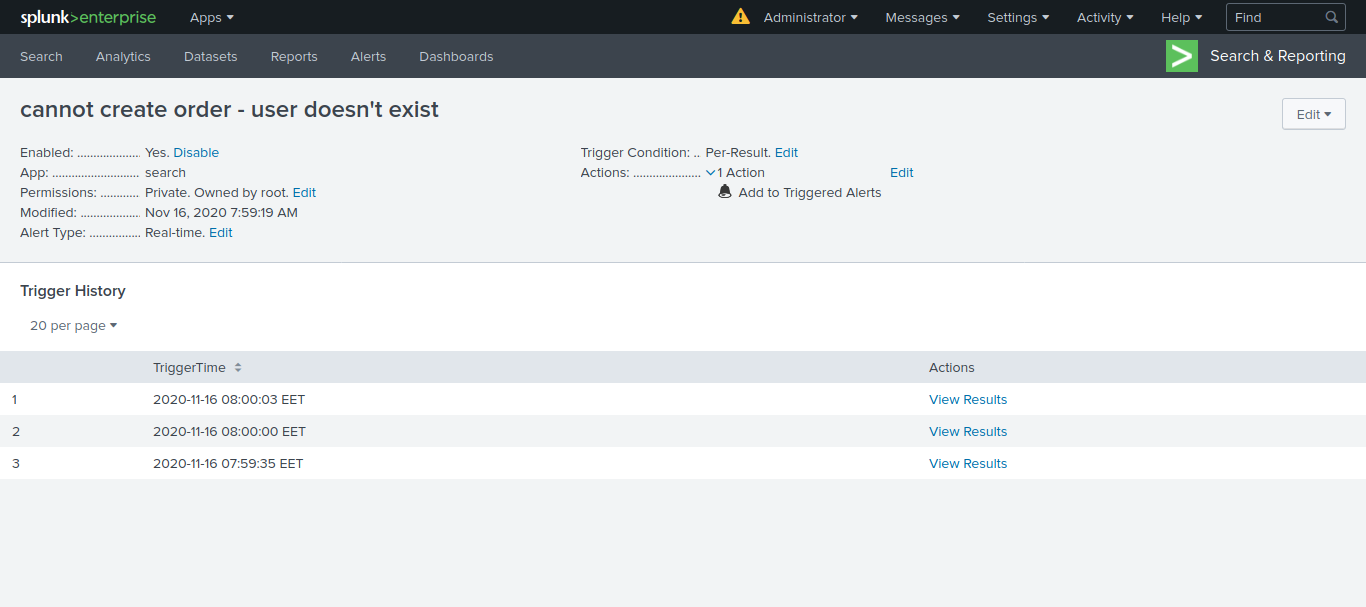 splunk>enterprise Apps Administrator Messages Settings Activity Help Find
Search Analytics Datasets Reports Alerts Dashboards Search & Reporting
cannot create order - user doesn't exist
Edit
Enabled: .................... Yes. Disable
App: ........................... search
Permissions: ............. Private. Owned by root. Edit
Modified: ................... Nov 16, 2020 7:59:19 AM
Alert Type: ................ Real-time. Edit
Trigger Condition: .. Per-Result. Edit
Actions: ..................... 1 Action Edit
Add to Triggered Alerts
Trigger History
20 per page
TriggerTime Actions
1 2020-11-16 08:00:03 EET View Results
2 2020-11-16 08:00:00 EET View Results
3 2020-11-16 07:59:35 EET View Results